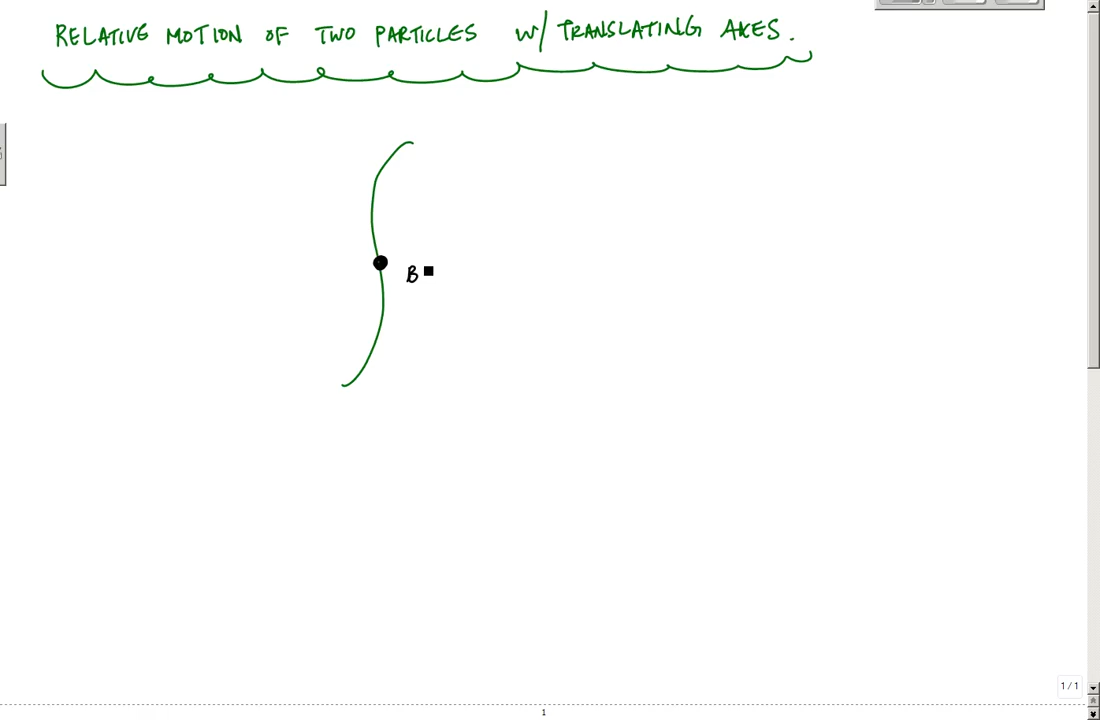 RELATIVE MOTION OF TWO PARTICLES W/ TRANSLATING AXES.
B
1/1
1